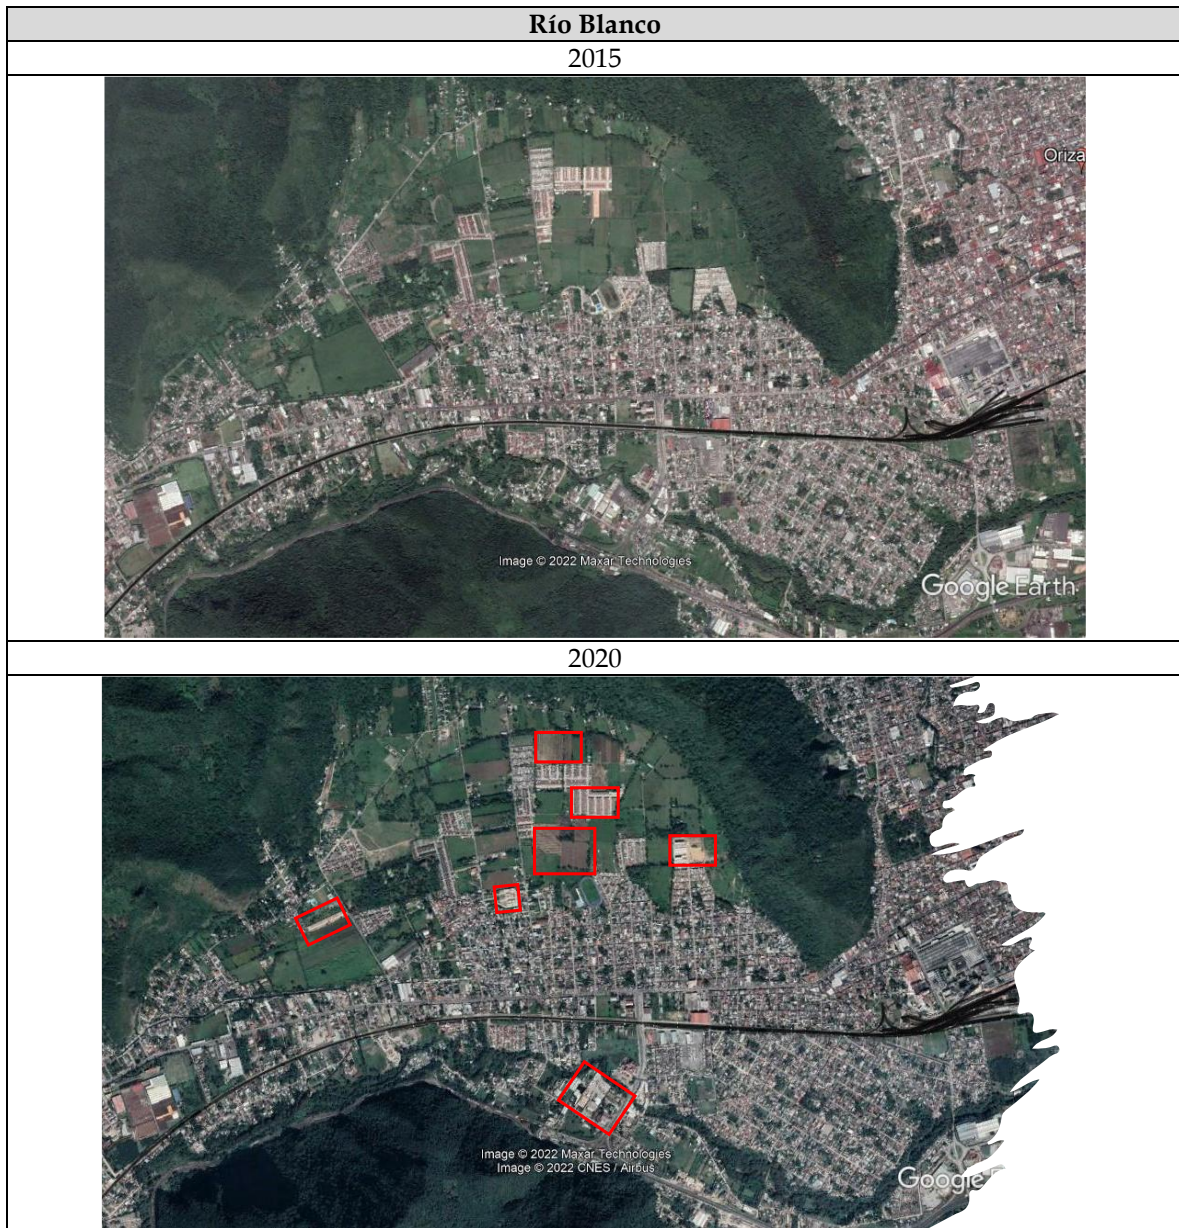 Río Blanco
2015
Oriza
Image © 2022 Maxar Technologies
Google Earth
2020
Image © 2022 Maxar Technologies
Image © 2022 CNES / Airbus
Google